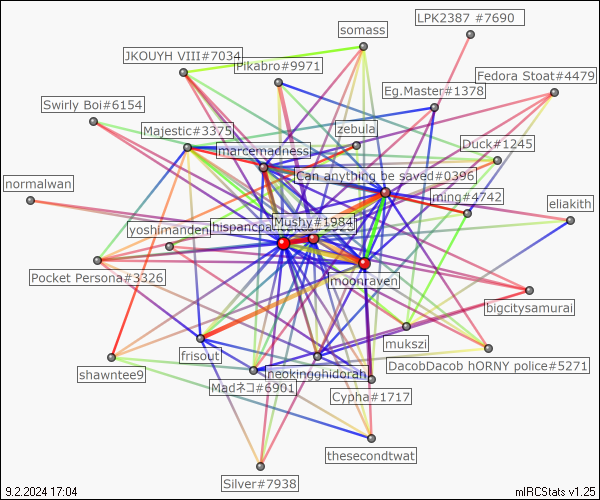 LPK2387 #7690
somass
JKOUYH VIII#7034
Pikabro#9971
Fedora Stoat#4479
Eg.Master#1378
Swirly Boi#6154
Majestic#3375
zebula
Duck#1245
marcemadness
Can anything be saved#0396
normalwan
ming#4742
eliakith
Mushy#1984
yoshimanden
hispancpa
Pocket Persona#3326
moonraven
bigcitysamurai
mukszi
frisout
DacobDacob hORNY police#5271
shawntee9
neokingghidorah
Madネコ#6901
Cypha#1717
thesecondtwat
Silver#7938
9.2.2024 17:04
mIRCStats v1.25